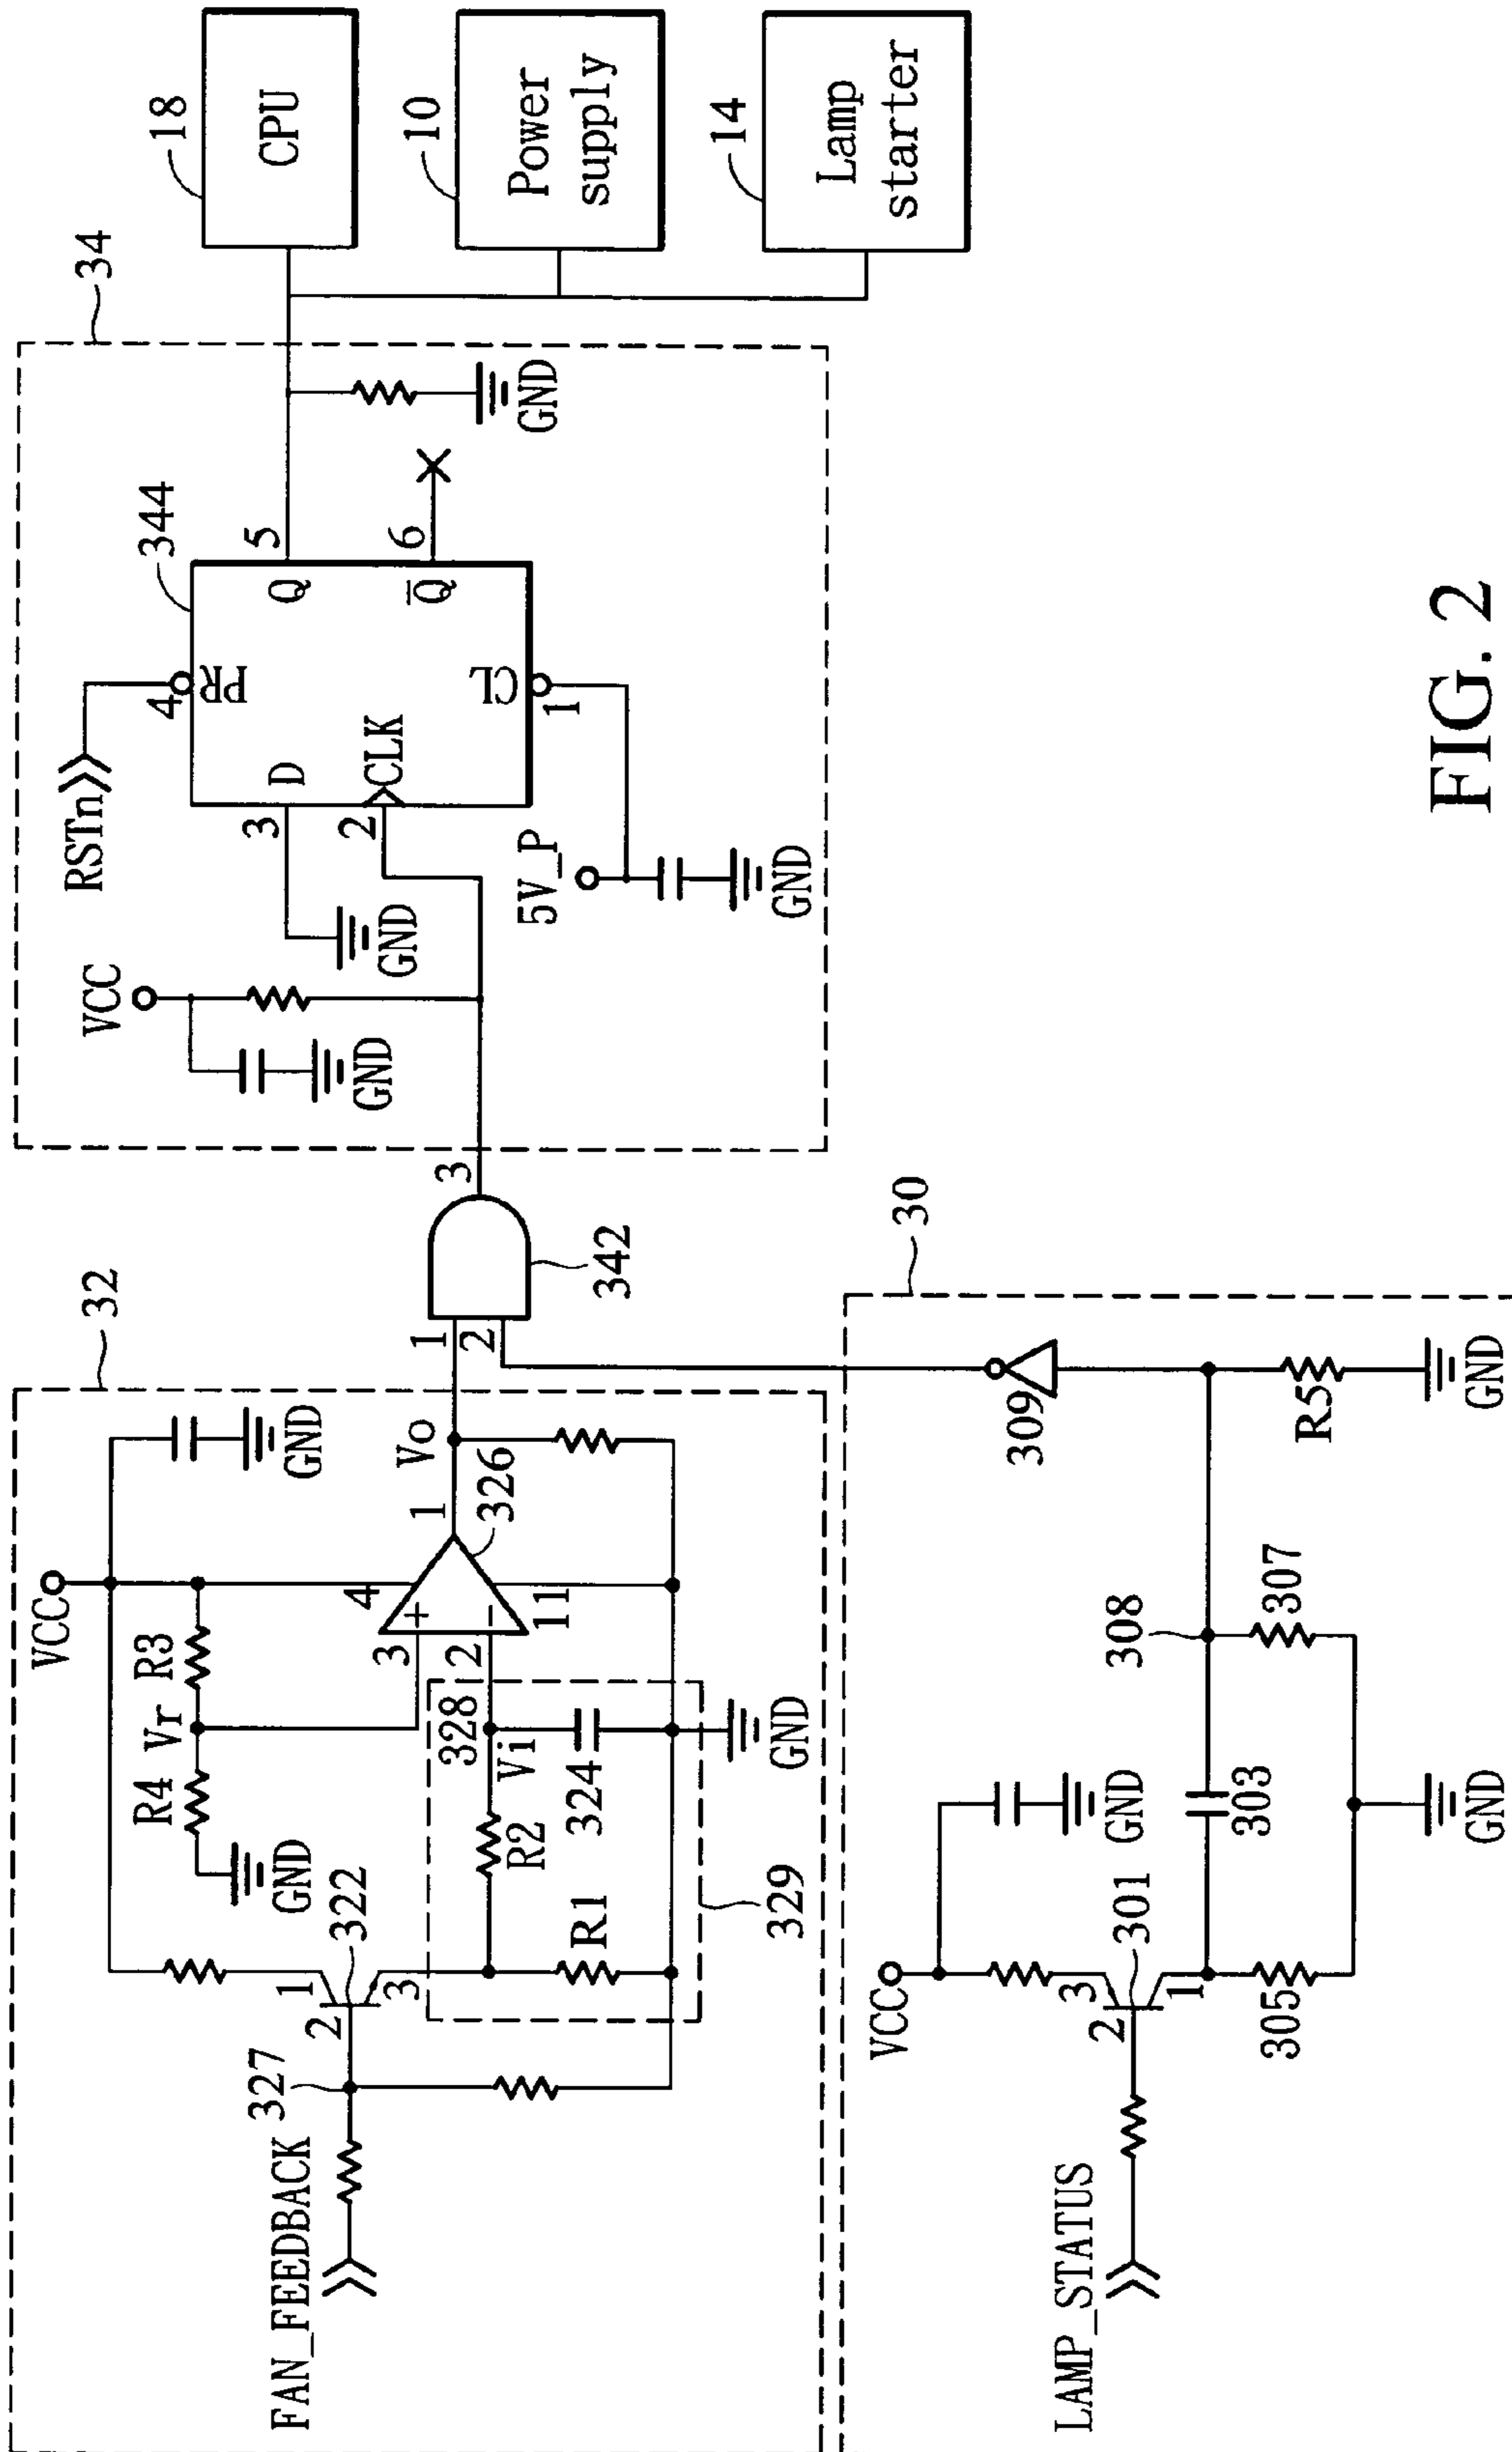 34
344
RSTn
4
PR
D
3
CLK
2
Q
5
Q̅
6
CL
1
VCC
GND
GND
5V_P
GND
GND
18
CPU
10
Power
supply
14
Lamp
starter
3
342
1
2
32
VCC
GND
R3
Vr
R4
GND
322
1
2
3
327
FAN_FEEDBACK
4
3
+
2
−
11
1
326
Vo
328
Vi
324
R2
R1
329
GND
30
309
R5
GND
308
307
303
GND
VCC
GND
3
301
2
1
305
LAMP_STATUS
FIG. 2